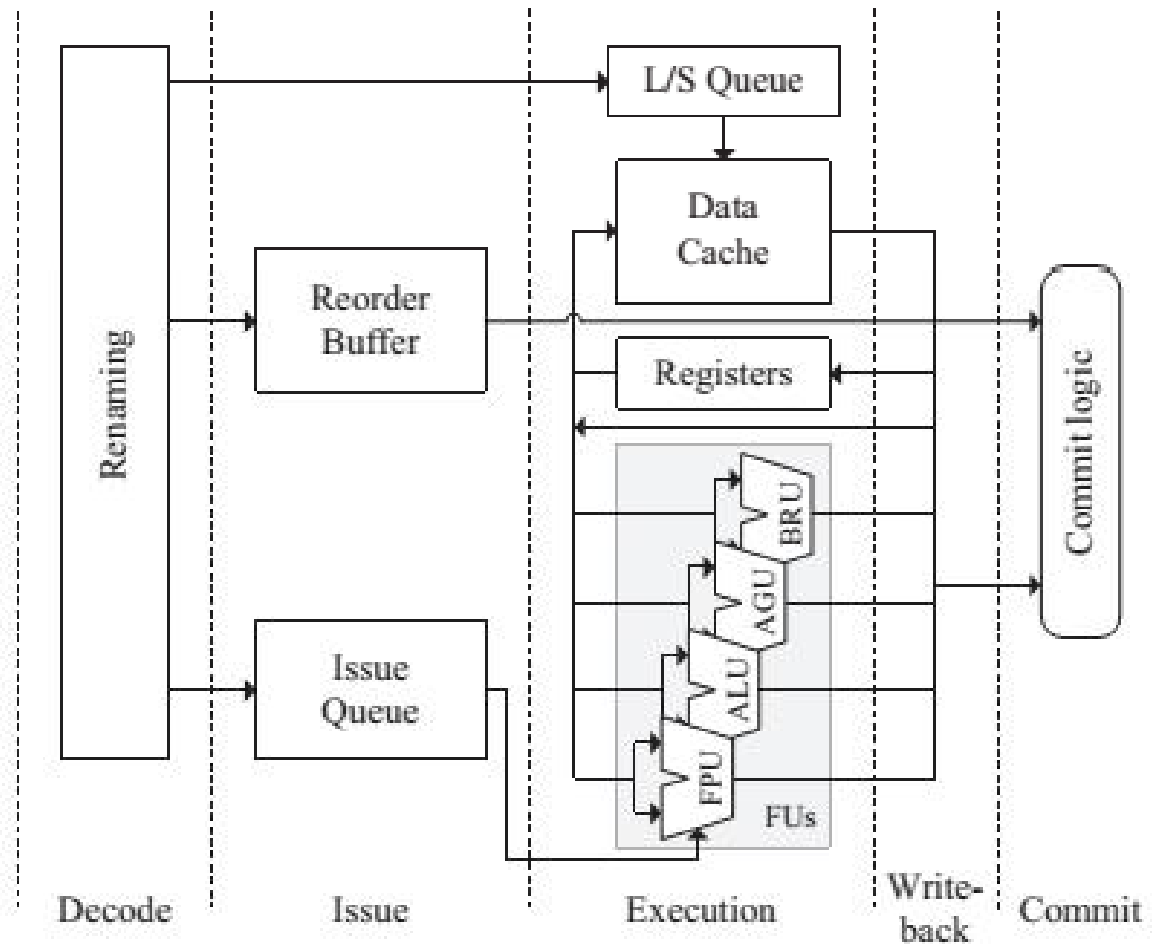 L/S Queue
Data
Cache
Reorder
Buffer
Renaming
Registers
Commit logic
BRU
AGU
Issue
Queue
ALU
FPU
FUs
Decode
Issue
Execution
Write-
back
Commit